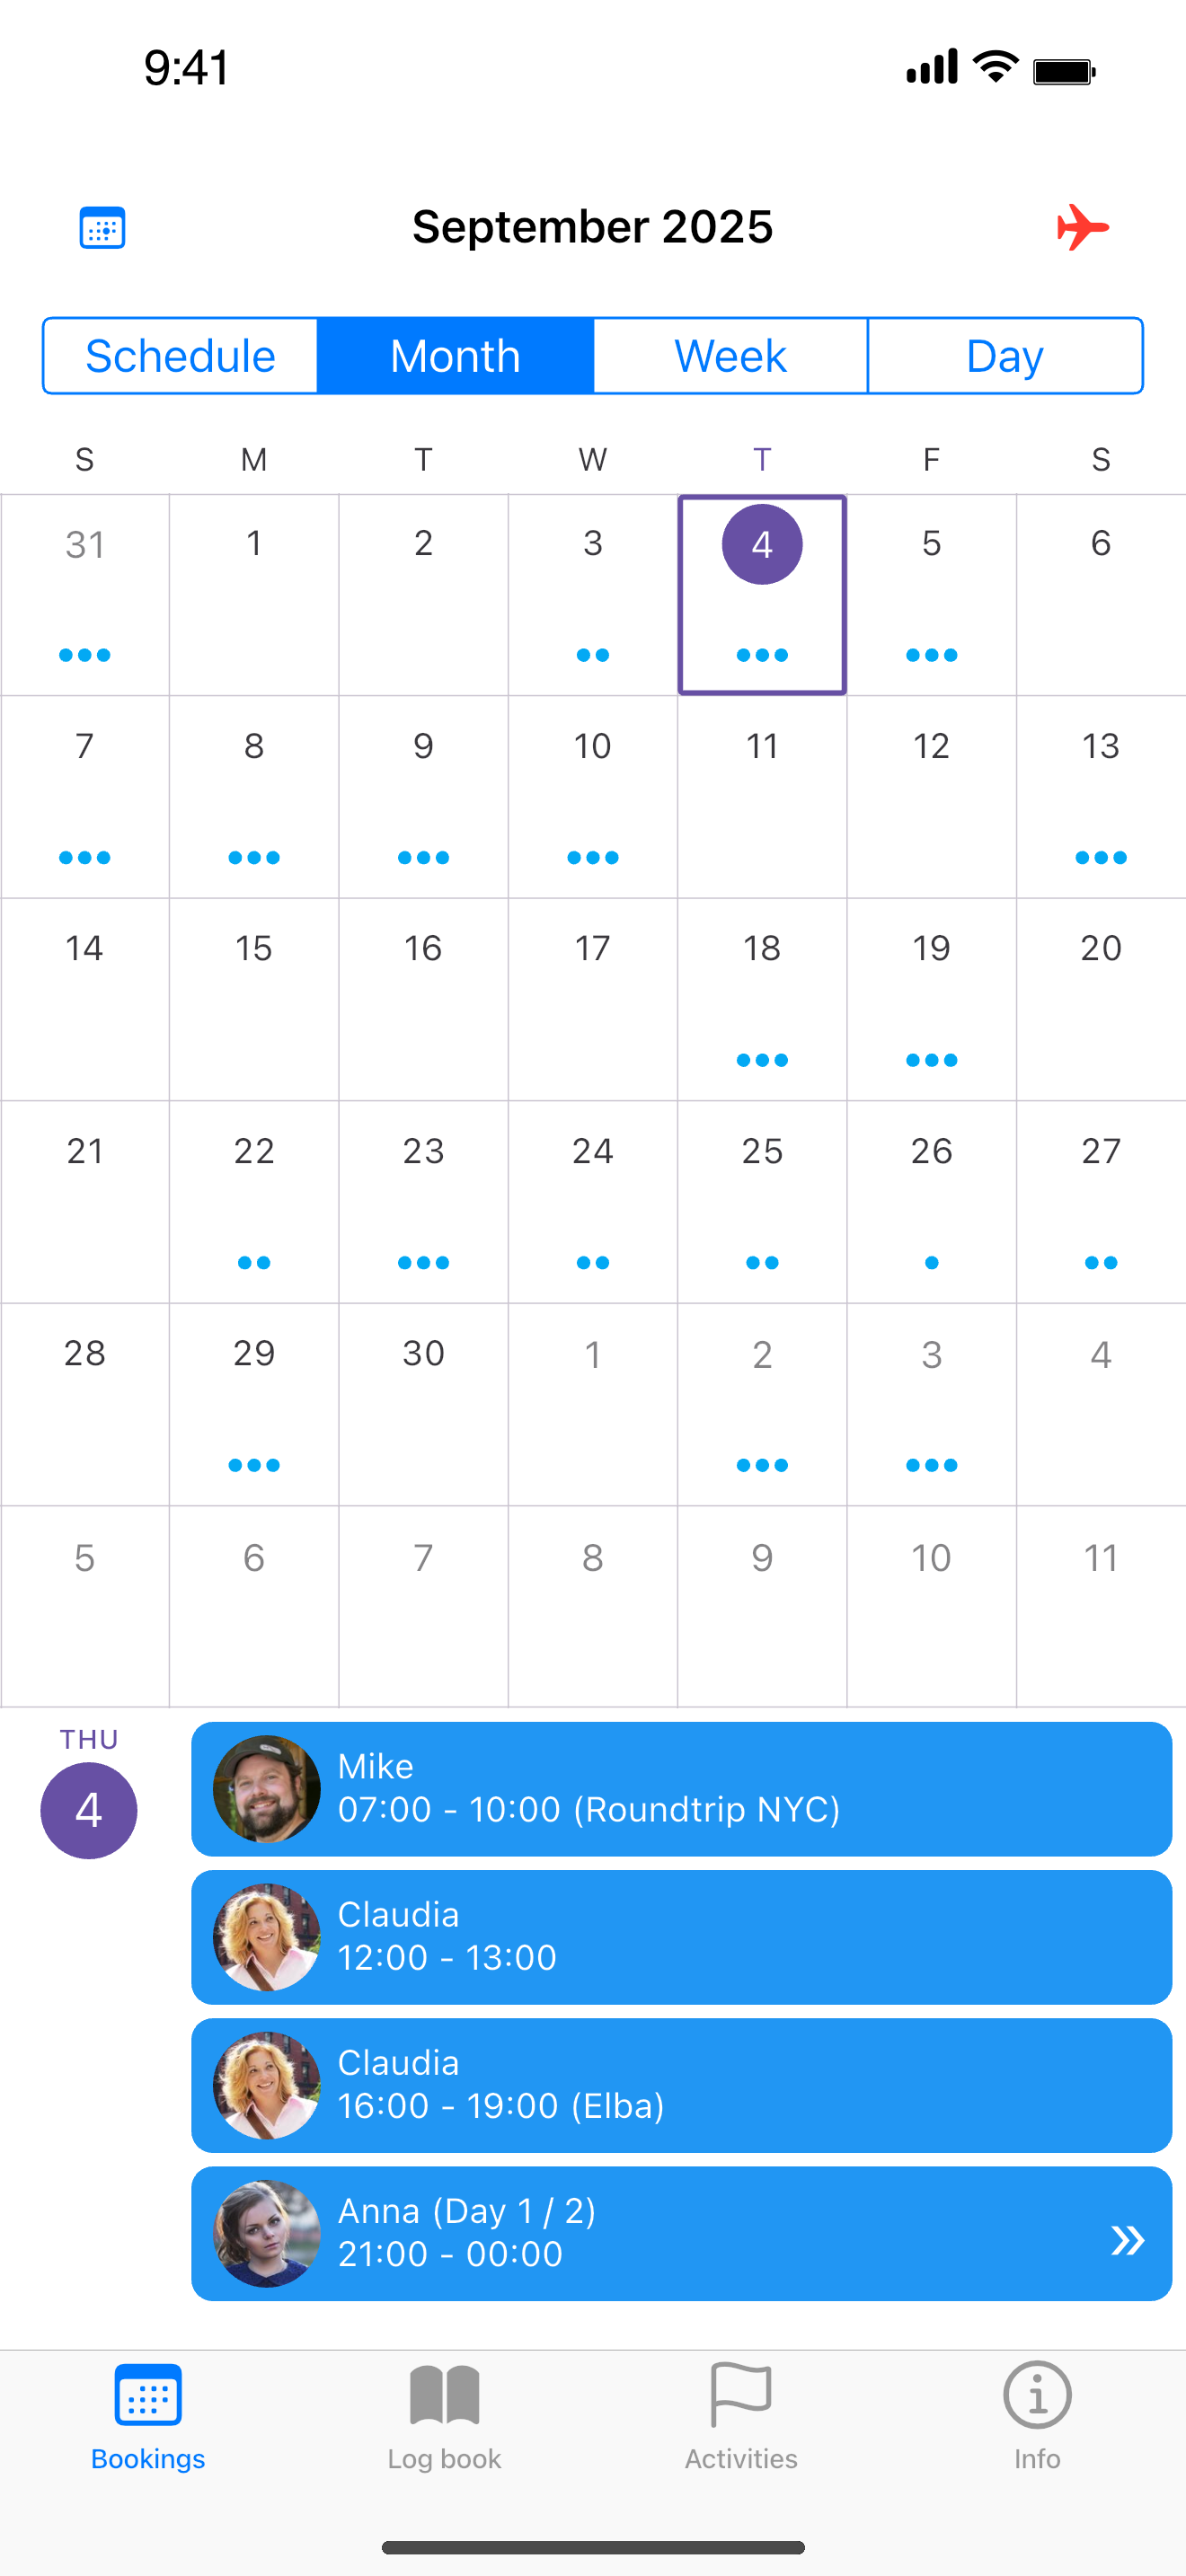 9:41
September 2025
Schedule Month Week Day
S M T W T F S
31 1 2 3 4 5 6
7 8 9 10 11 12 13
14 15 16 17 18 19 20
21 22 23 24 25 26 27
28 29 30 1 2 3 4
5 6 7 8 9 10 11
THU
4
Mike
07:00 - 10:00 (Roundtrip NYC)
Claudia
12:00 - 13:00
Claudia
16:00 - 19:00 (Elba)
Anna (Day 1 / 2)
21:00 - 00:00
Bookings Log book Activities Info